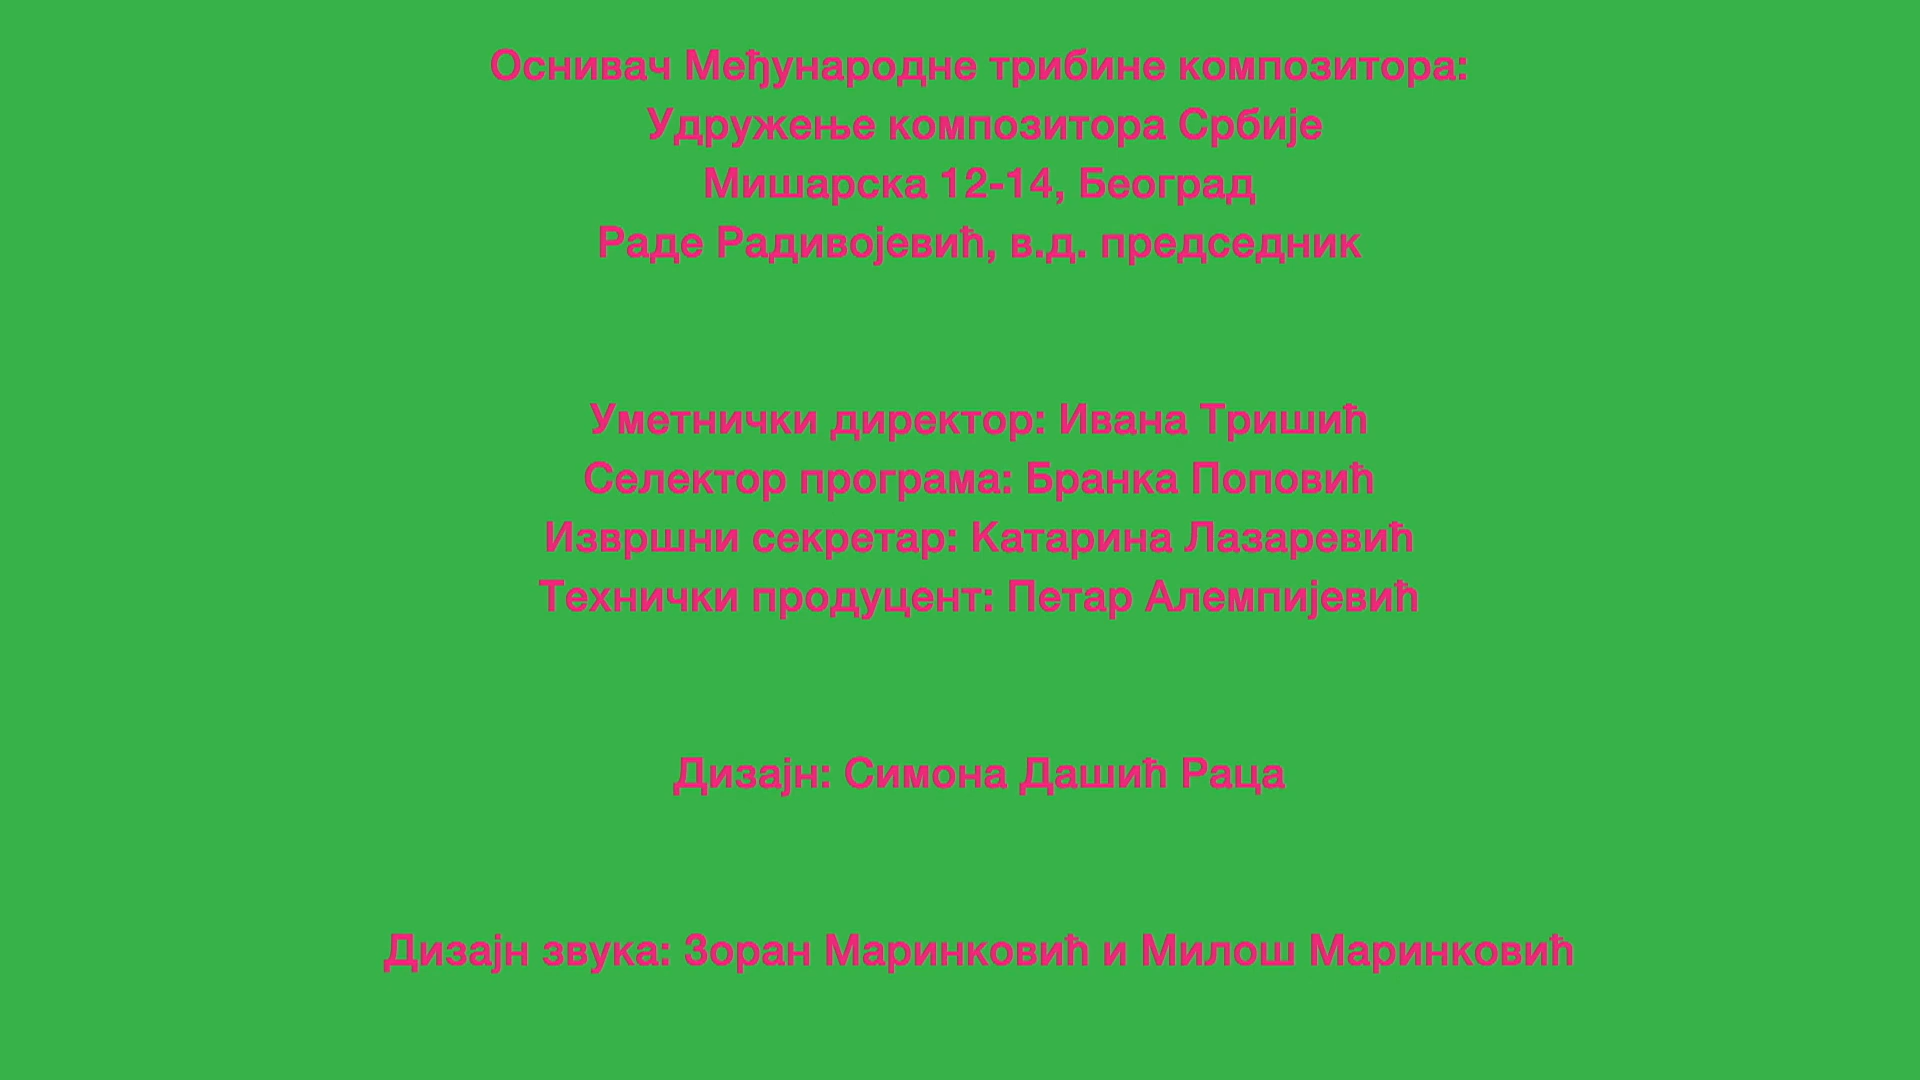 Оснивач Међународне трибине композитора:
Удружење композитора Србије
Мишарска 12-14, Београд
Раде Радивојевић, в.д. председник
Уметнички директор: Ивана Тришић
Селектор програма: Бранка Поповић
Извршни секретар: Катарина Лазаревић
Технички продуцент: Петар Алемпијевић
Дизајн: Симона Дашић Раца
Дизајн звука: Зоран Маринковић и Милош Маринковић